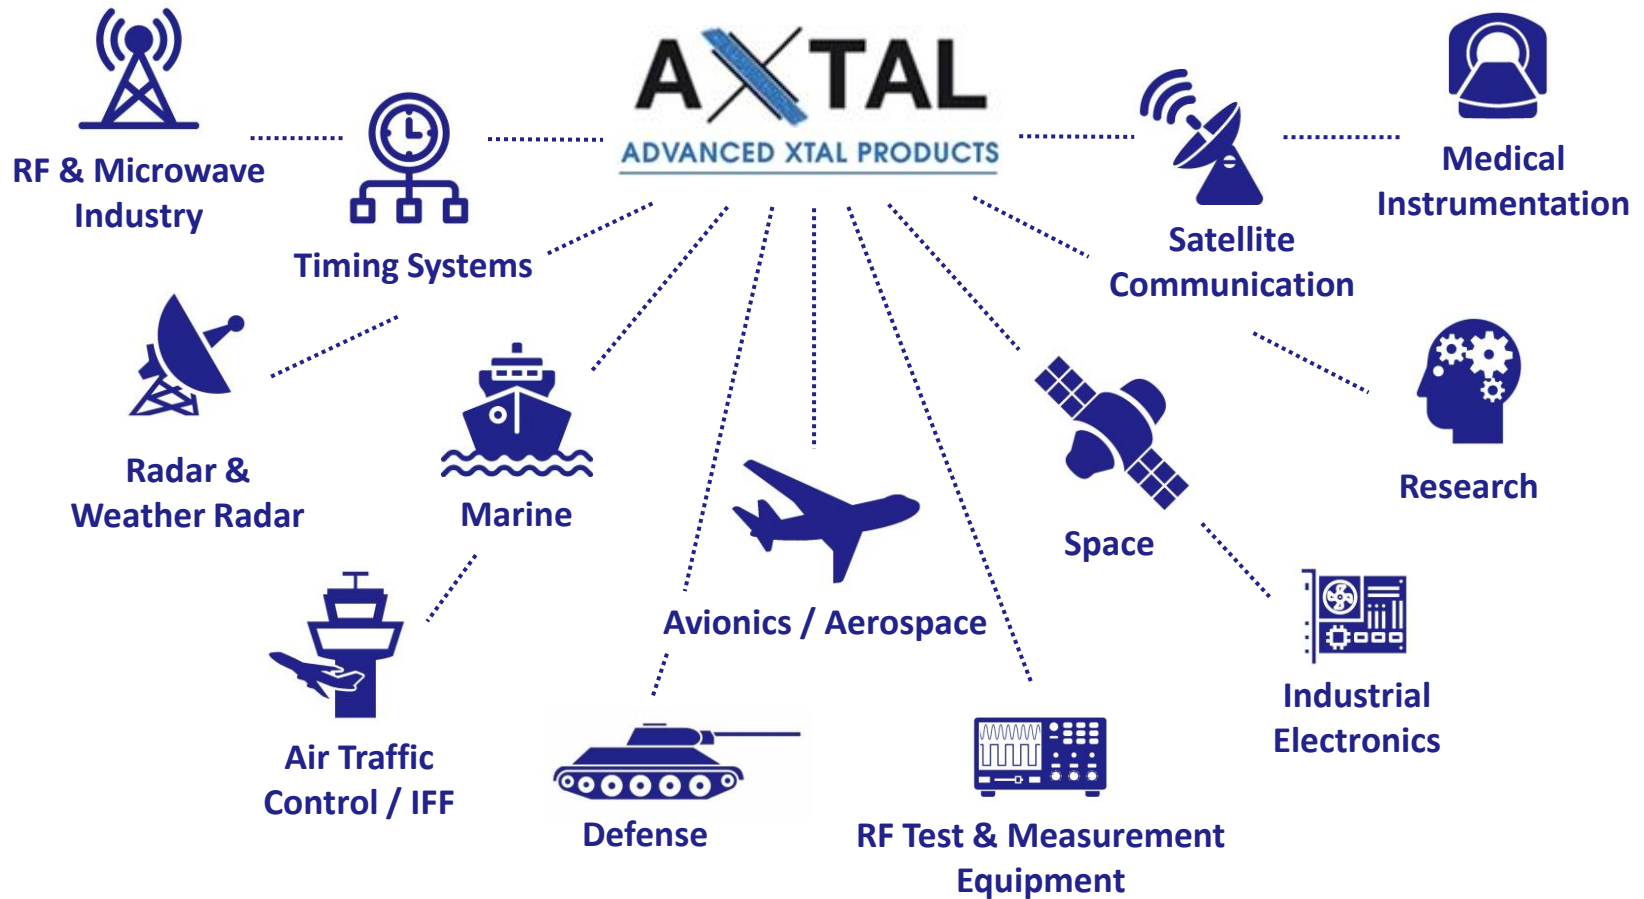 AXTAL
ADVANCED XTAL PRODUCTS
RF & Microwave
Industry
Timing Systems
Satellite
Communication
Medical
Instrumentation
Radar &
Weather Radar
Marine
Avionics / Aerospace
Space
Research
Air Traffic
Control / IFF
Defense
RF Test & Measurement
Equipment
Industrial
Electronics